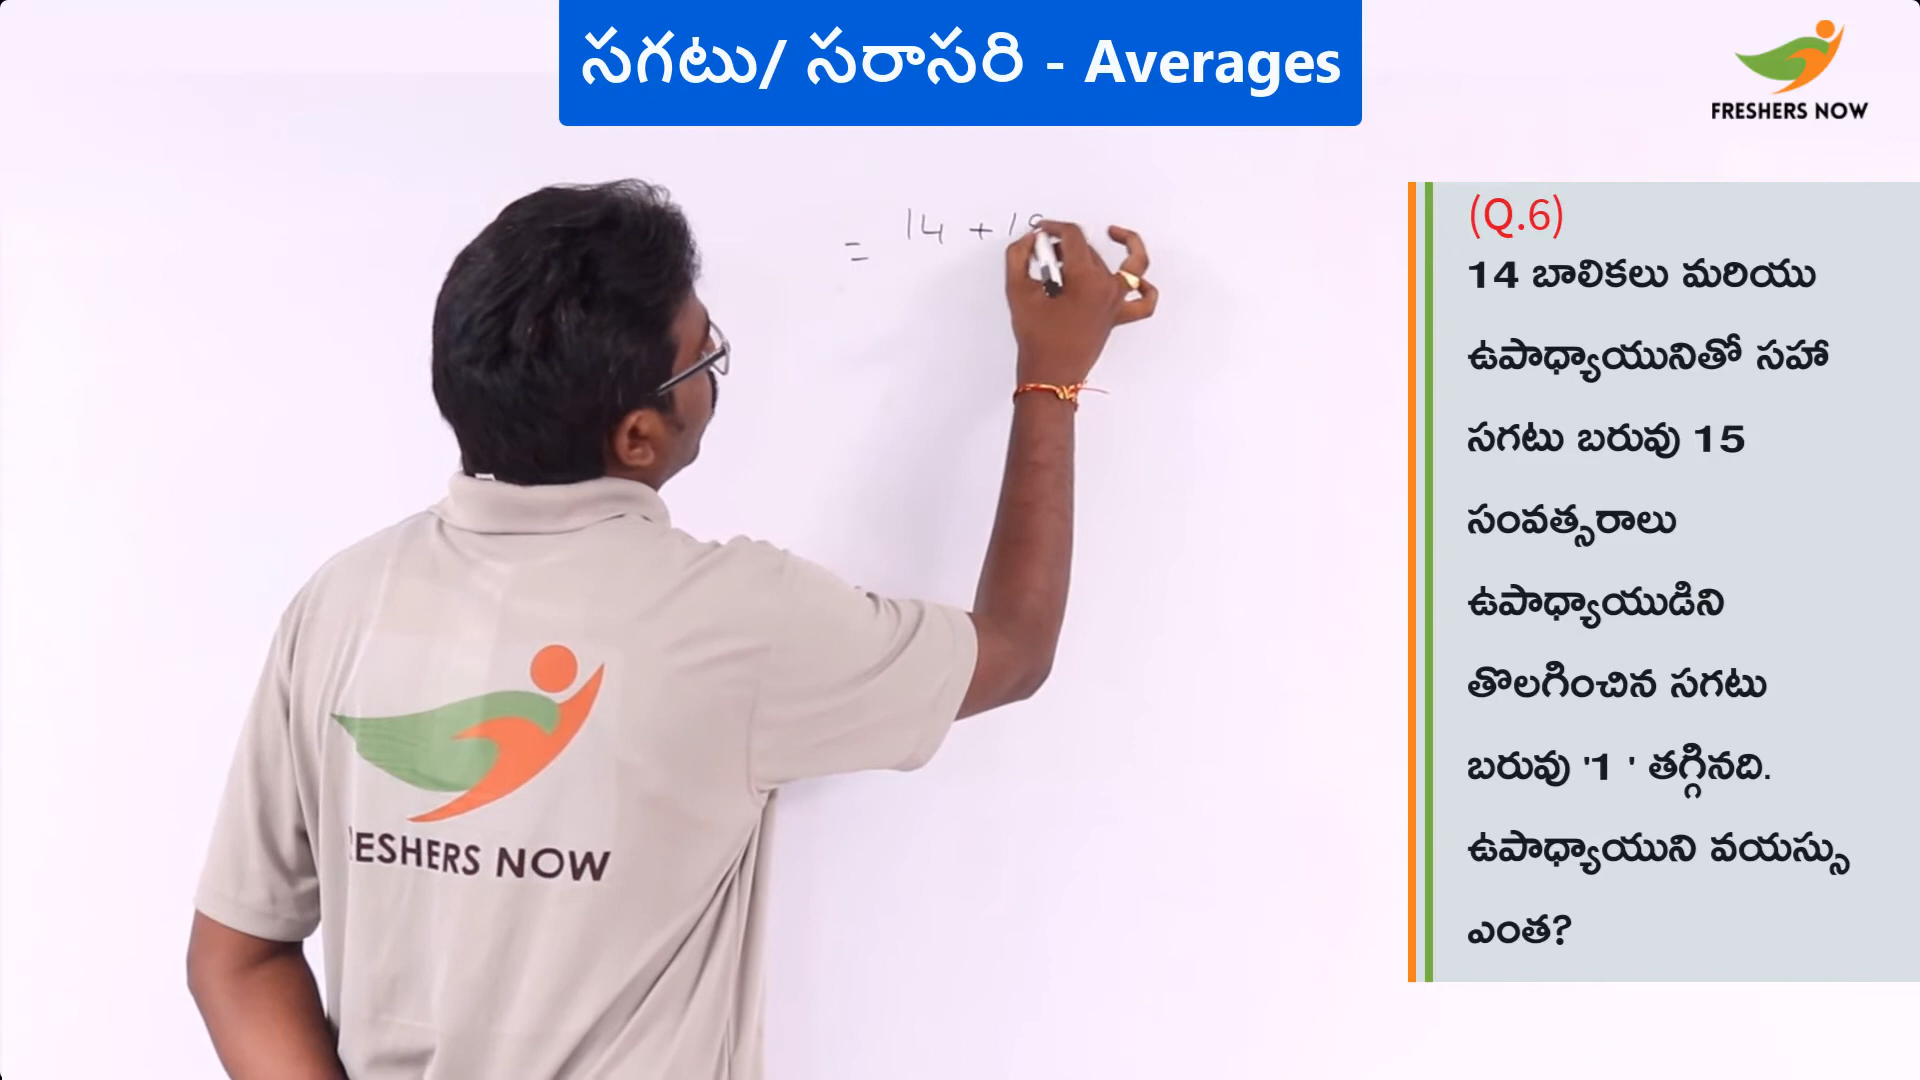 సగటు/ సరాసరి - Averages
FRESHERS NOW
(Q.6)
14 బాలికలు మరియు
ఉపాధ్యాయునితో సహా
సగటు బరువు 15
సంవత్సరాలు
ఉపాధ్యాయుడిని
తొలగించిన సగటు
బరువు '1 ' తగ్గినది.
ఉపాధ్యాయుని వయస్సు
ఎంత?
= 14 +
RESHERS NOW